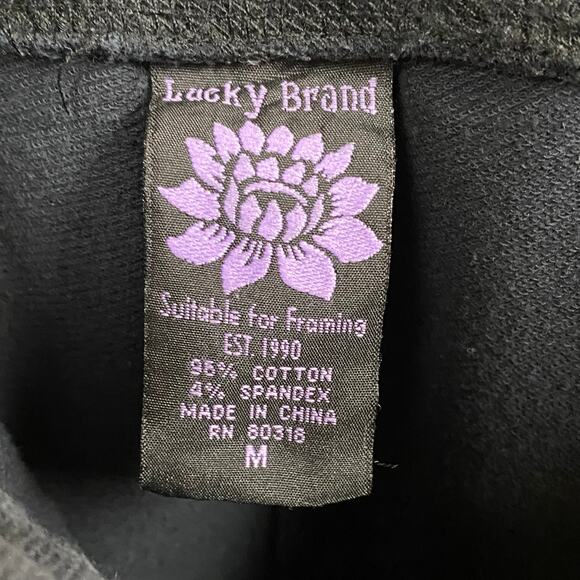 Lucky Brand
Suitable for Framing
EST. 1990
96% COTTON
4% SPANDEX
MADE IN CHINA
RN 80318
M